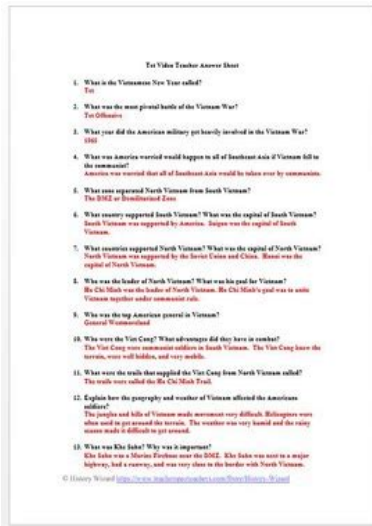 Tet Video Teacher Answer Sheet
1. What is the Vietnamese New Year called?
Tet
2. What was the most pivotal battle of the Vietnam War?
Tet Offensive
3. What year did the American military get heavily involved in the Vietnam War?
1965
4. What was America worried would happen to all of Southeast Asia if Vietnam fell to
the communist?
America was worried that all of Southeast Asia would be taken over by communists.
5. What zone separated North Vietnam from South Vietnam?
The DMZ or Demilitarized Zone
6. What country supported South Vietnam? What was the capital of South Vietnam?
South Vietnam was supported by America. Saigon was the capital of South
Vietnam.
7. What countries supported North Vietnam? What was the capital of North Vietnam?
North Vietnam was supported by the Soviet Union and China. Hanoi was the
capital of North Vietnam.
8. Who was the leader of North Vietnam? What was his goal for Vietnam?
Ho Chi Minh was the leader of North Vietnam. Ho Chi Minh's goal was to unite
Vietnam together under communist rule.
9. Who was the top American general in Vietnam?
General Westmoreland
10. Who were the Viet Cong? What advantages did they have in combat?
The Viet Cong were communist soldiers in South Vietnam. The Viet Cong knew the
terrain, were well hidden, and very mobile.
11. What were the trails that supplied the Viet Cong from North Vietnam called?
The trails were called the Ho Chi Minh Trail.
12. Explain how the geography and weather of Vietnam affected the Americans
soldiers?
The jungles and hills of Vietnam made movement very difficult. Helicopters were
often used to get around the terrain. The weather was very humid and the rainy
season made it difficult to get around.
13. What was Khe Sahn? Why was it important?
Khe Sahn was a Marine Firebase near the DMZ. Khe Sahn was next to a major
highway, had a runway, and was very close to the border with North Vietnam.
© History Wizard https://www.teacherspayteachers.com/Store/History-Wizard